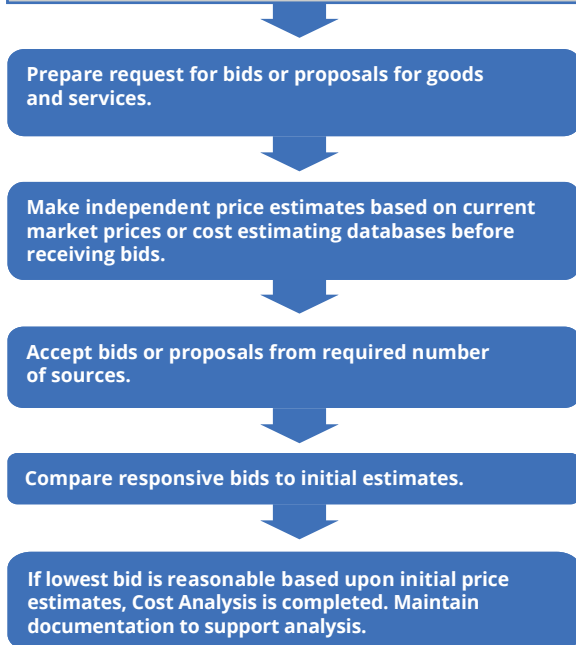 Prepare request for bids or proposals for goods
and services.
Make independent price estimates based on current
market prices or cost estimating databases before
receiving bids.
Accept bids or proposals from required number
of sources.
Compare responsive bids to initial estimates.
If lowest bid is reasonable based upon initial price
estimates, Cost Analysis is completed. Maintain
documentation to support analysis.